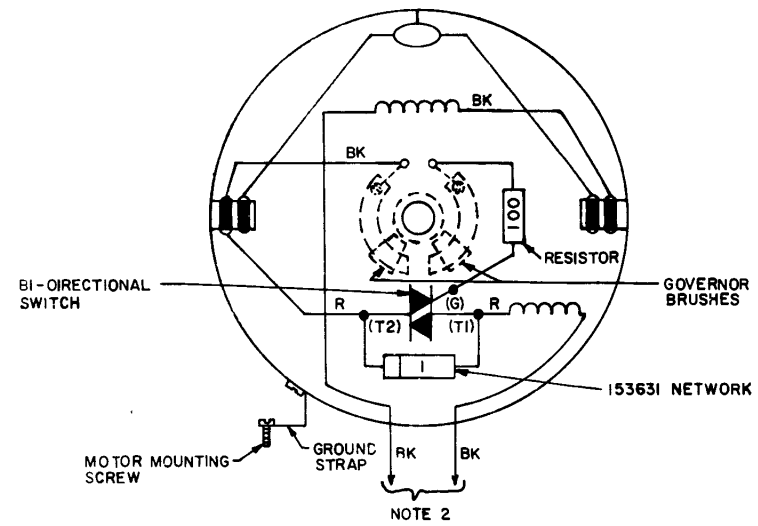 BK
BK
100
RESISTOR
BI-OIRECTIONAL
SWITCH
GOVERNOR
BRUSHES
R
(G)
R
(T2)
(T1)
1
153631 NETWORK
GROUND
STRAP
MOTOR MOUNTING
SCREW
BK
BK
NOTE 2